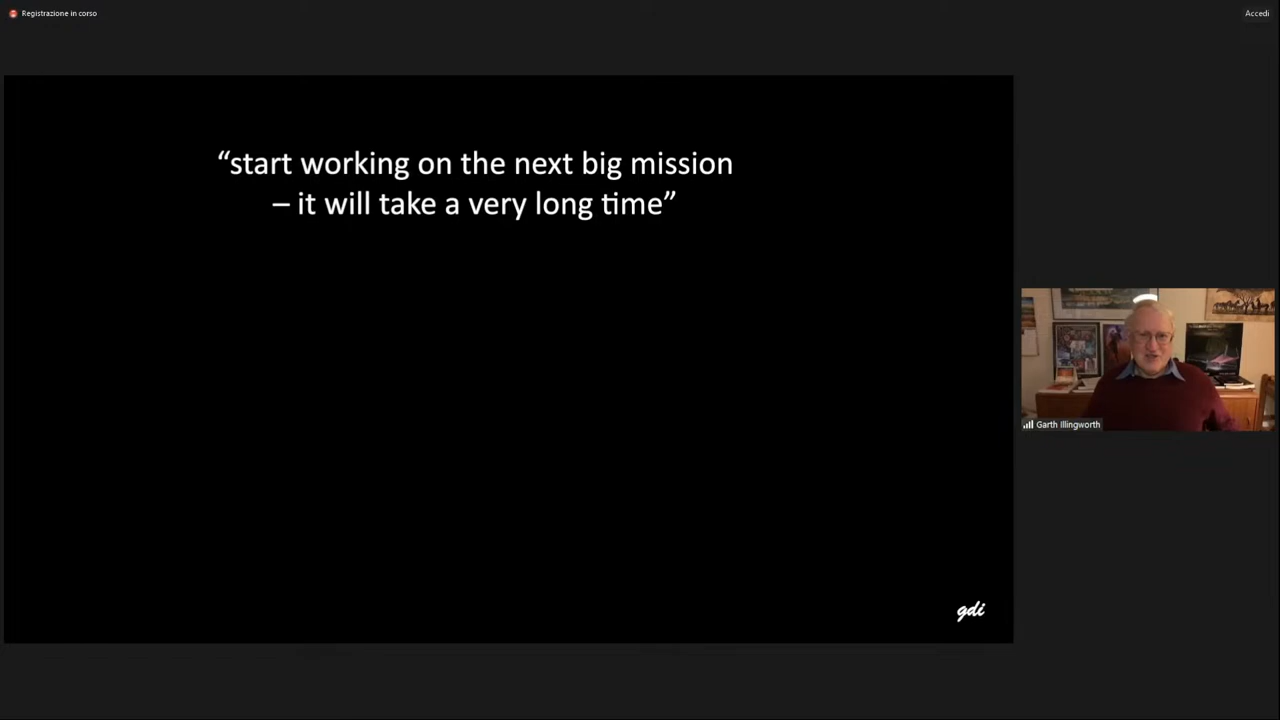 Registrazione in corso
Accedi
“start working on the next big mission
– it will take a very long time”
Garth Illingworth
gdi